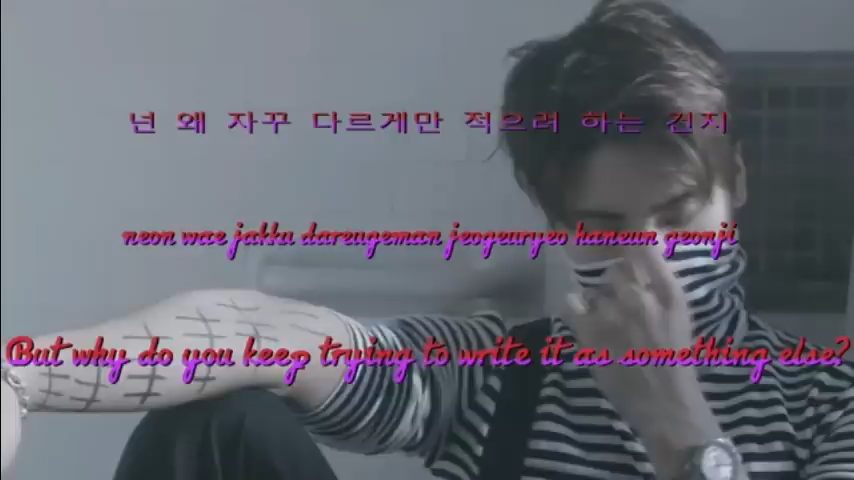 넌 왜 자꾸 다르게만 적으려 하는 건지
neon wae jakku dareugeman jeogeuryeo haneun geonji
But why do you keep trying to write it as something else?